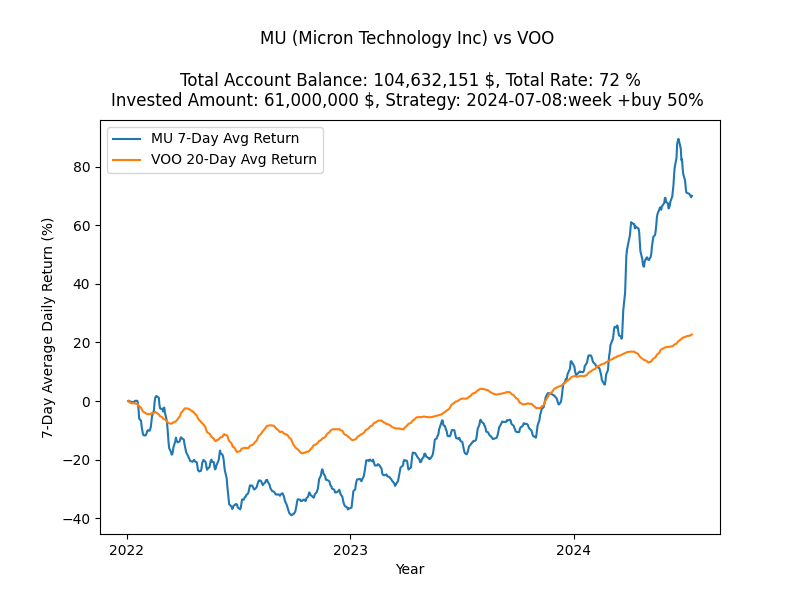 MU (Micron Technology Inc) vs VOO
Total Account Balance: 104,632,151 $, Total Rate: 72 %
Invested Amount: 61,000,000 $, Strategy: 2024-07-08:week +buy 50%
MU 7-Day Avg Return
VOO 20-Day Avg Return
7-Day Average Daily Return (%)
80
60
40
20
0
−20
−40
2022
2023
2024
Year